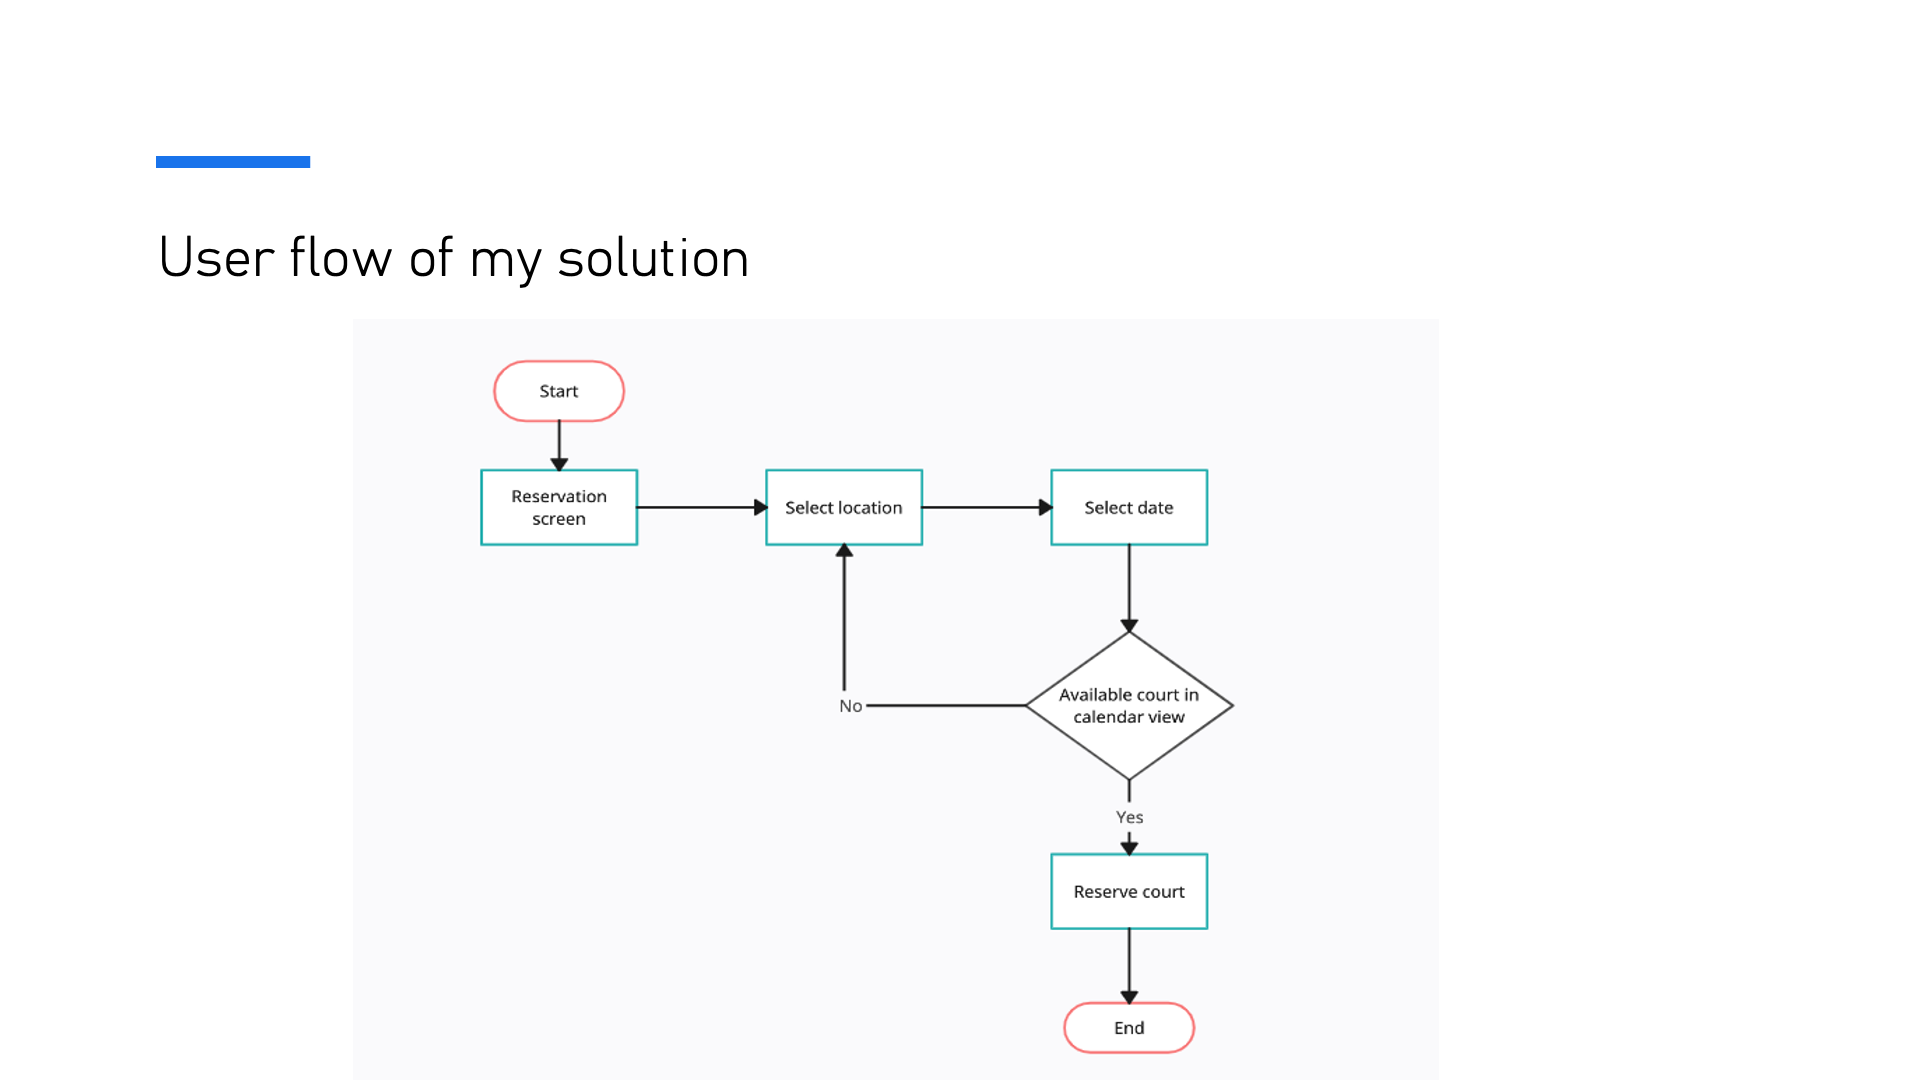 User flow of my solution
Start
Reservation
screen
Select location
Select date
Available court in
calendar view
No
Yes
Reserve court
End